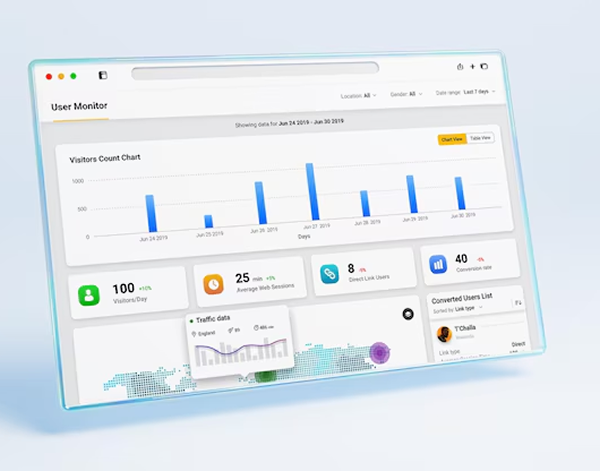 User Monitor
Location: All
Gender: All
Date range: Last 7 days
Showing data for Jun 24 2019 - Jun 30 2019
Visitors Count Chart
Chart View
Table View
1000
500
0
Jun 24 2019
Jun 25 2019
Jun 26 2019
Jun 27 2019
Jun 28 2019
Jun 29 2019
Jun 30 2019
Days
100 +10%
Visitors/Day
25 min +5%
Average Web Sessions
8 -5%
Direct Link Users
40 -5%
Conversion rate
Traffic data
England
Converted Users List
Sorted by Link type
T'Challa
Link type
Direct